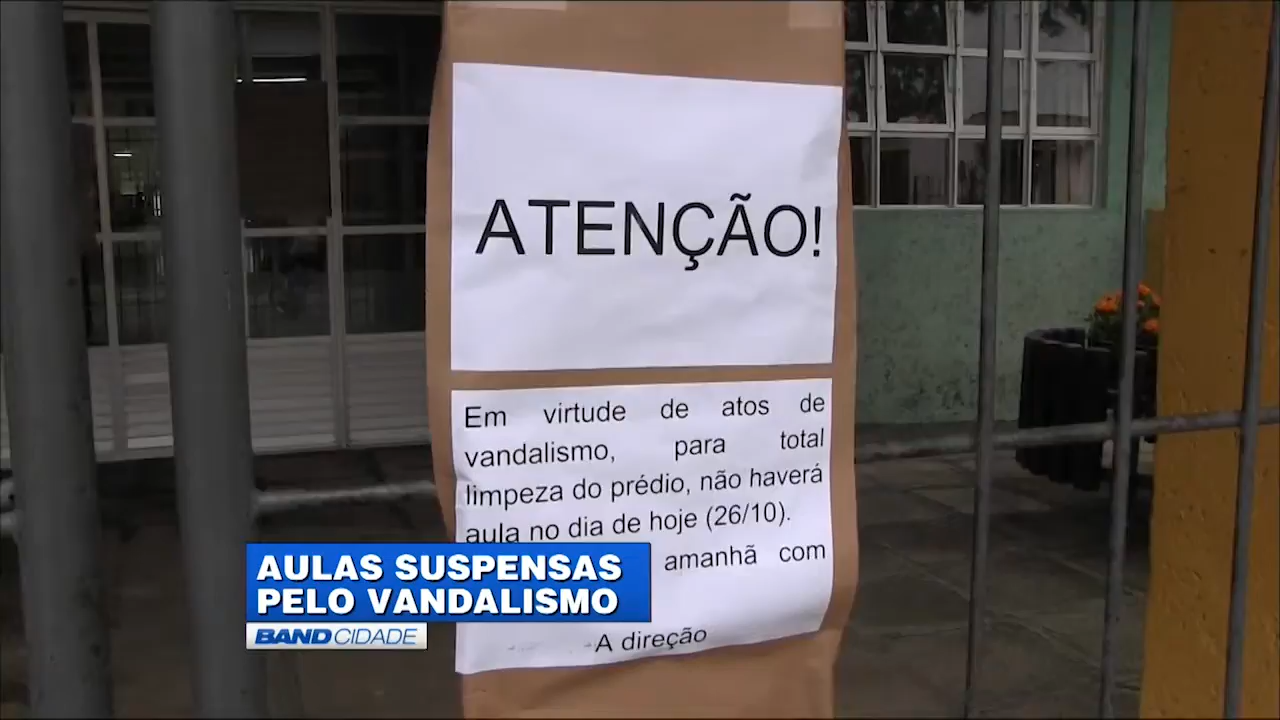 ATENÇÃO!
Em virtude de atos de
vandalismo, para total
limpeza do prédio, não haverá
aula no dia de hoje (26/10).
amanhã com
A direção
AULAS SUSPENSAS
PELO VANDALISMO
BAND CIDADE